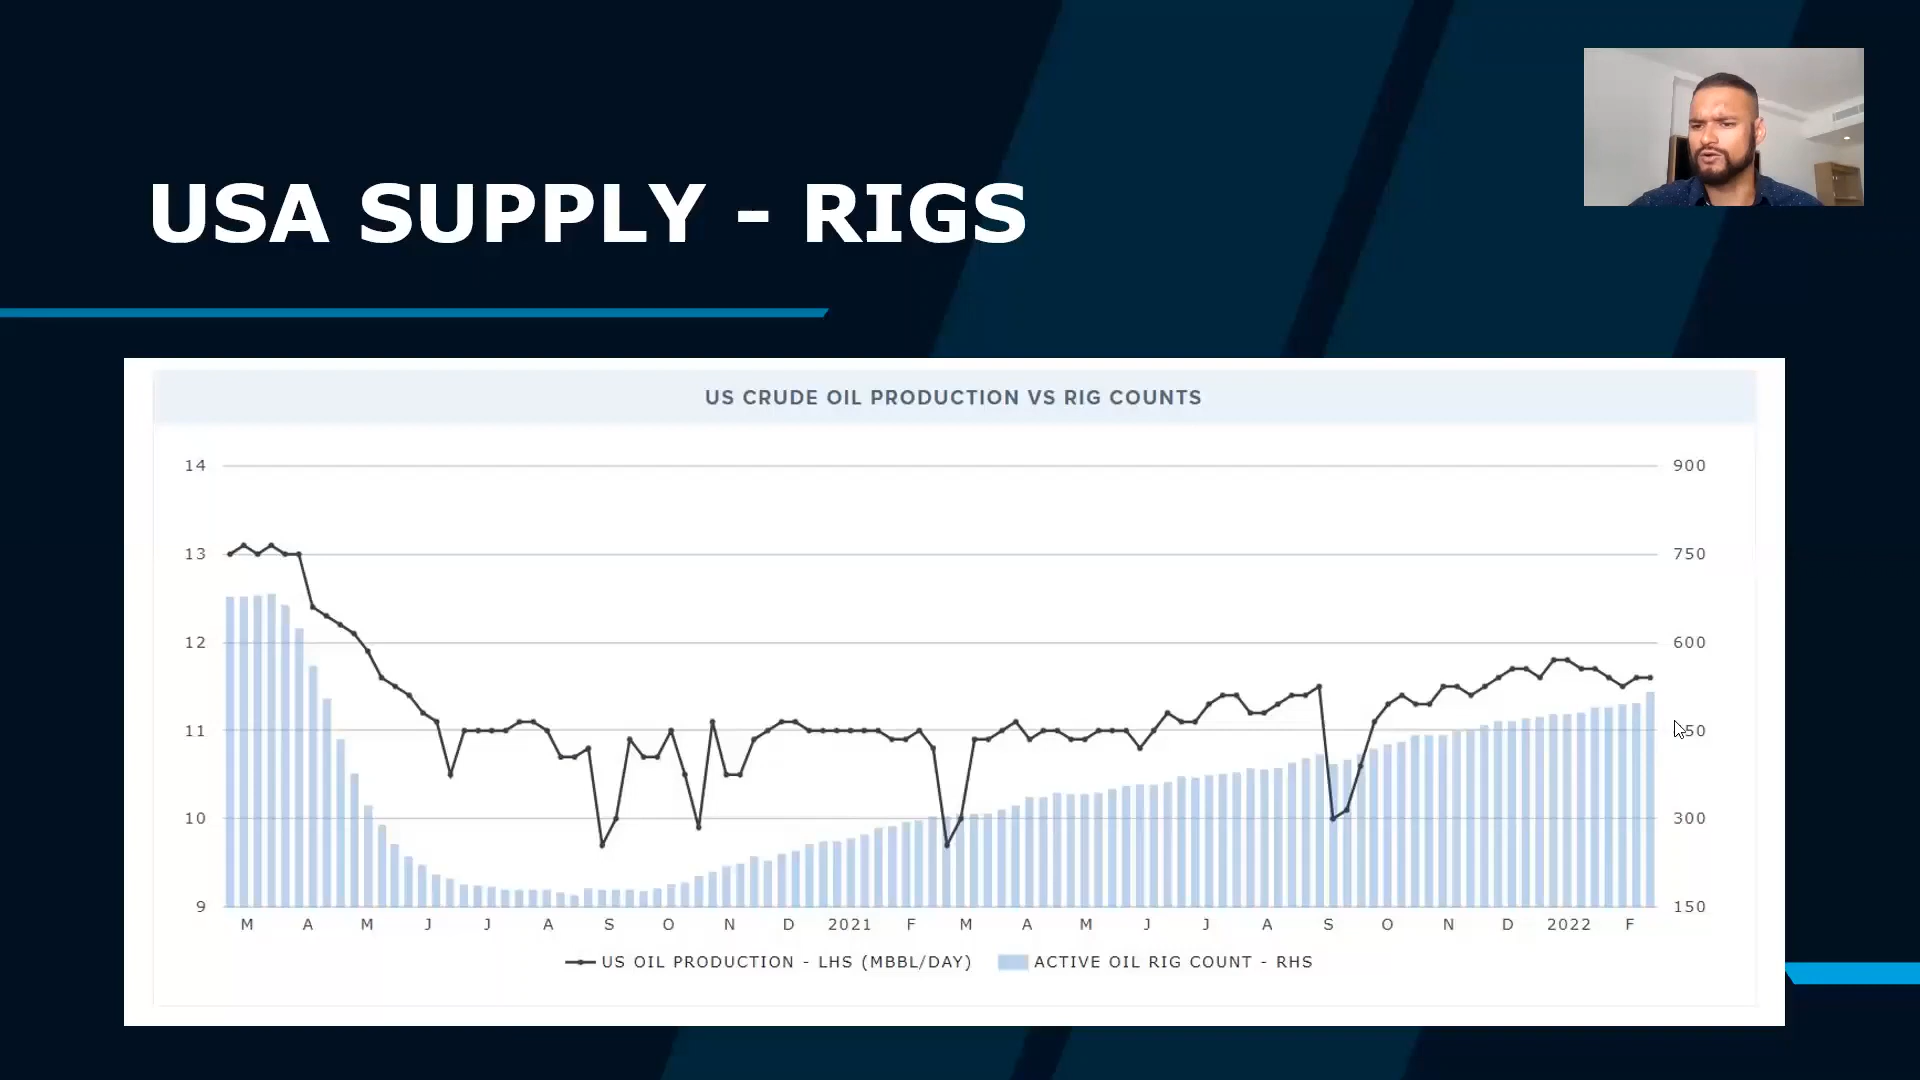 USA SUPPLY - RIGS
US CRUDE OIL PRODUCTION VS RIG COUNTS
14 900
13 750
12 600
11 50
10 300
9 150
M A M J J A S O N D 2021 F M A M J J A S O N D 2022 F
US OIL PRODUCTION - LHS (MBBL/DAY) ACTIVE OIL RIG COUNT - RHS